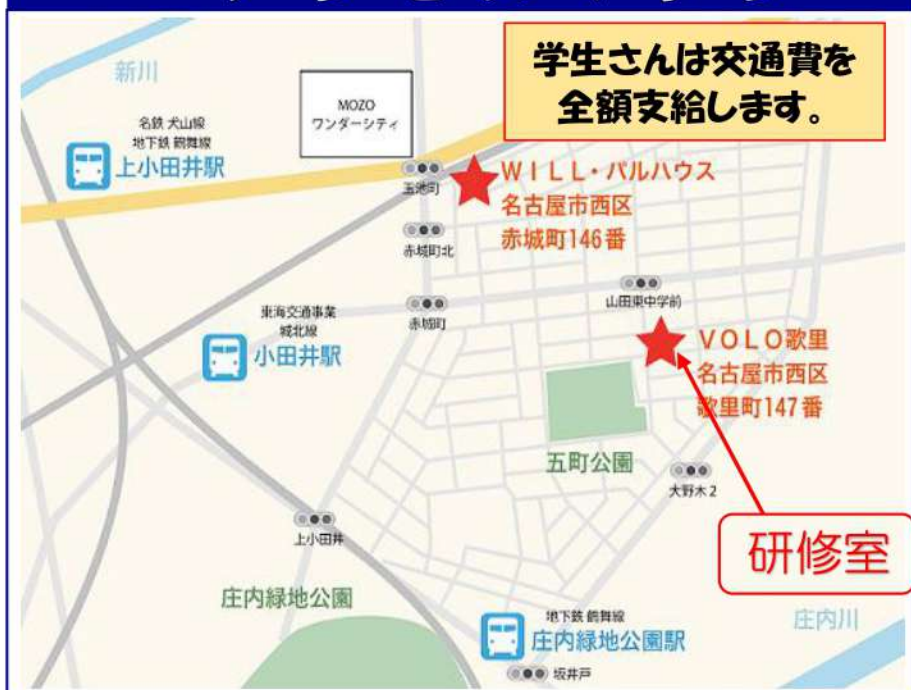 学生さんは交通費を
全額支給します。
新川
MOZO
ワンダーシティ
名鉄 犬山線
地下鉄 鶴舞線
上小田井駅
玉池町
WILL・パルハウス
名古屋市西区
赤城町146番
赤城町北
山田東中学前
東海交通事業
城北線
小田井駅
赤城町
VOLO歌里
名古屋市西区
歌里町147番
五町公園
大野木2
上小田井
研修室
庄内緑地公園
地下鉄 鶴舞線
庄内緑地公園駅
庄内川
坂井戸